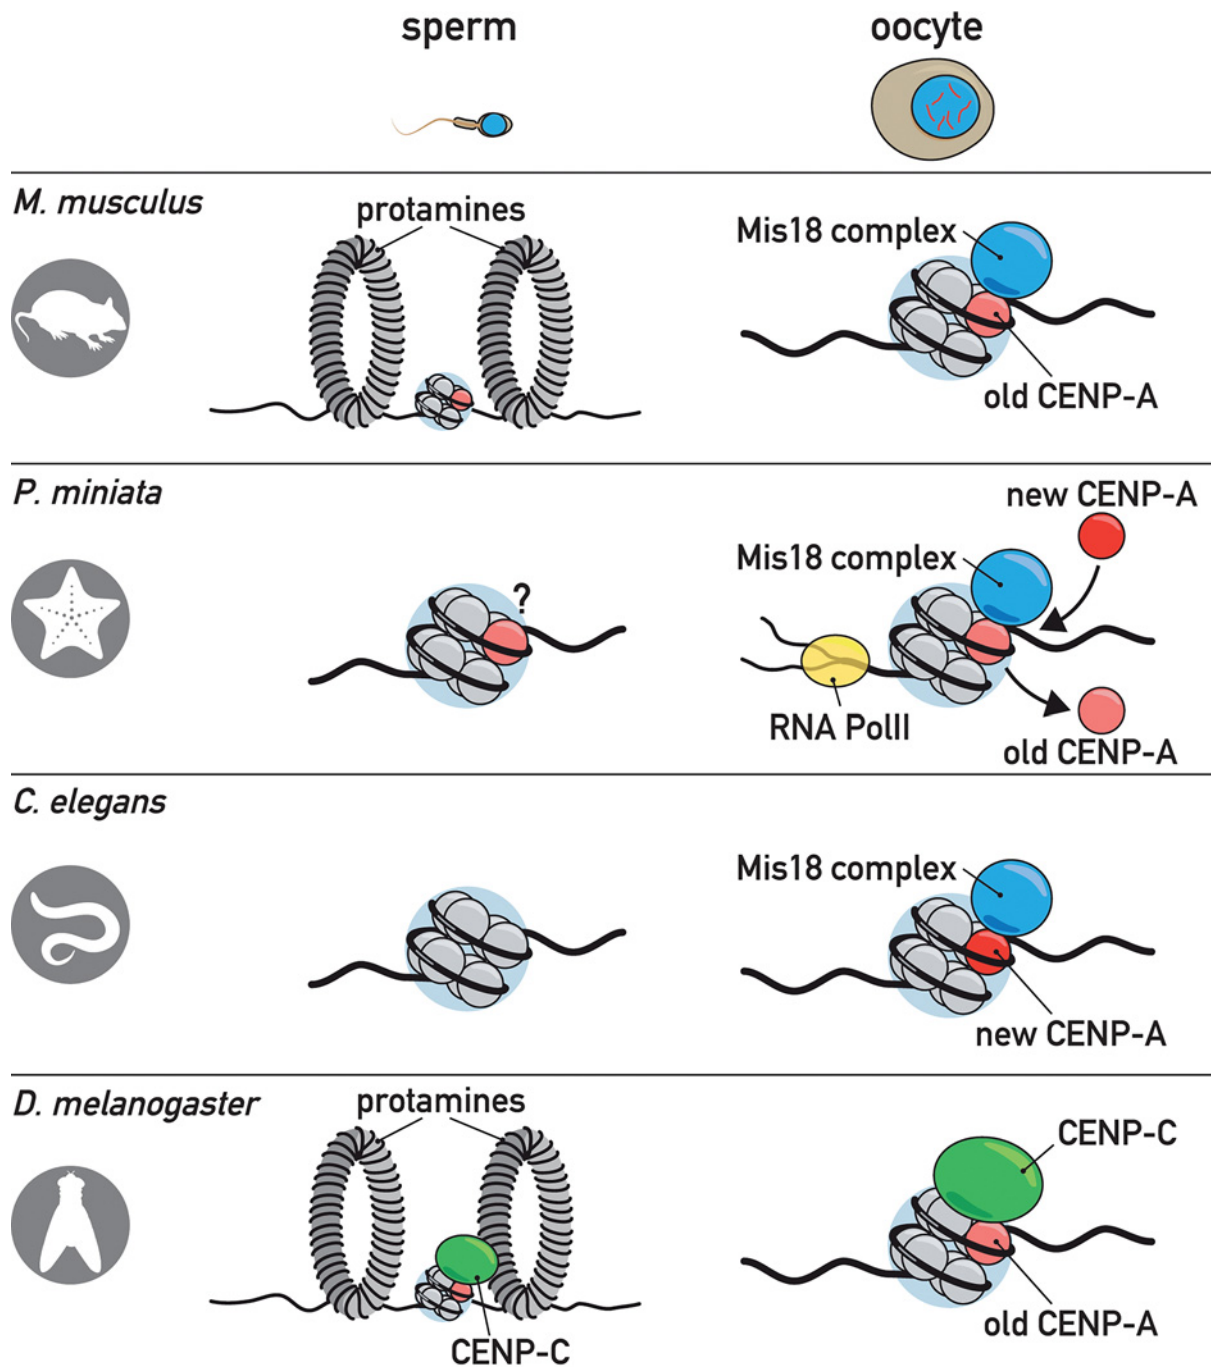 sperm
oocyte
M. musculus
protamines
Mis18 complex
old CENP-A
P. miniata
?
new CENP-A
Mis18 complex
RNA PolII
old CENP-A
C. elegans
Mis18 complex
new CENP-A
D. melanogaster
protamines
CENP-C
CENP-C
old CENP-A